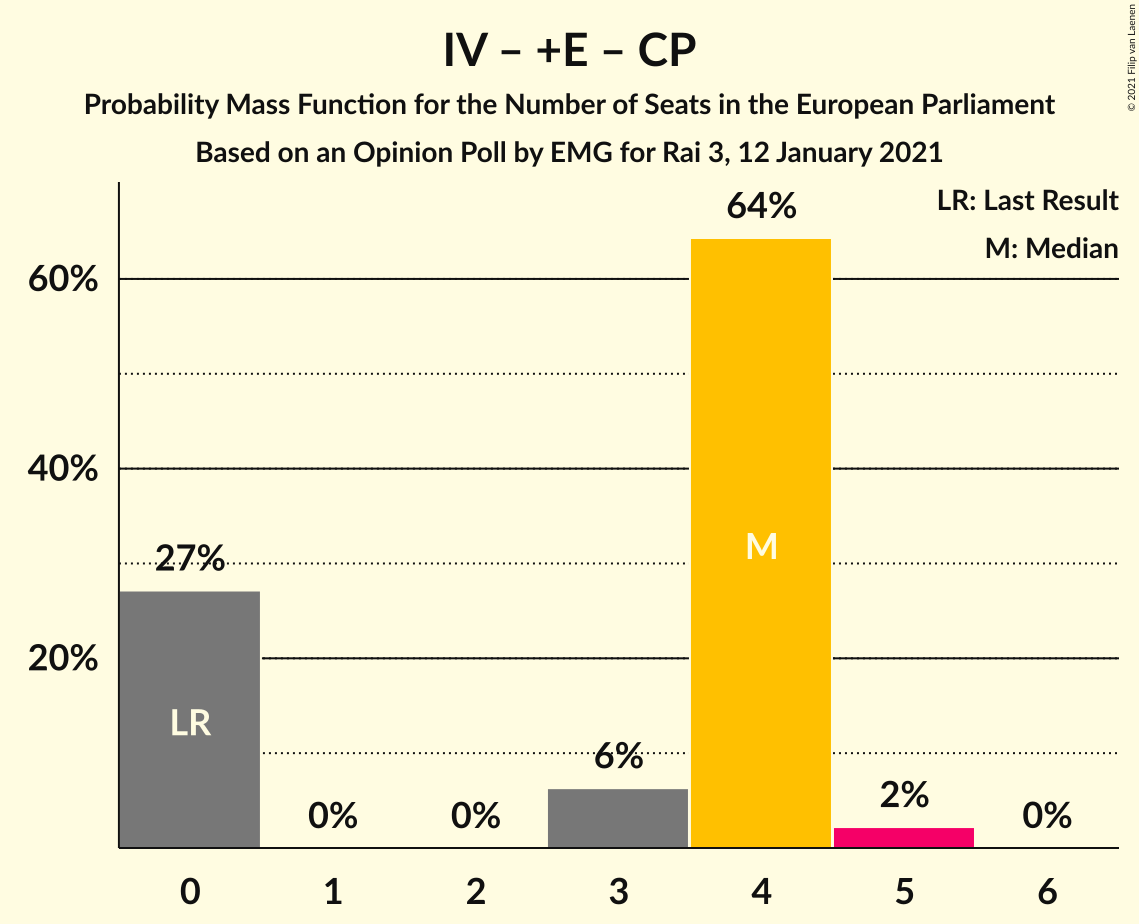 IV – +E – CP
Probability Mass Function for the Number of Seats in the European Parliament
Based on an Opinion Poll by EMG for Rai 3, 12 January 2021
© 2021 Filip van Laenen
LR: Last Result
M: Median
64%
60%
40%
20%
27%
0%
0%
6%
2%
0%
LR
M
0 1 2 3 4 5 6